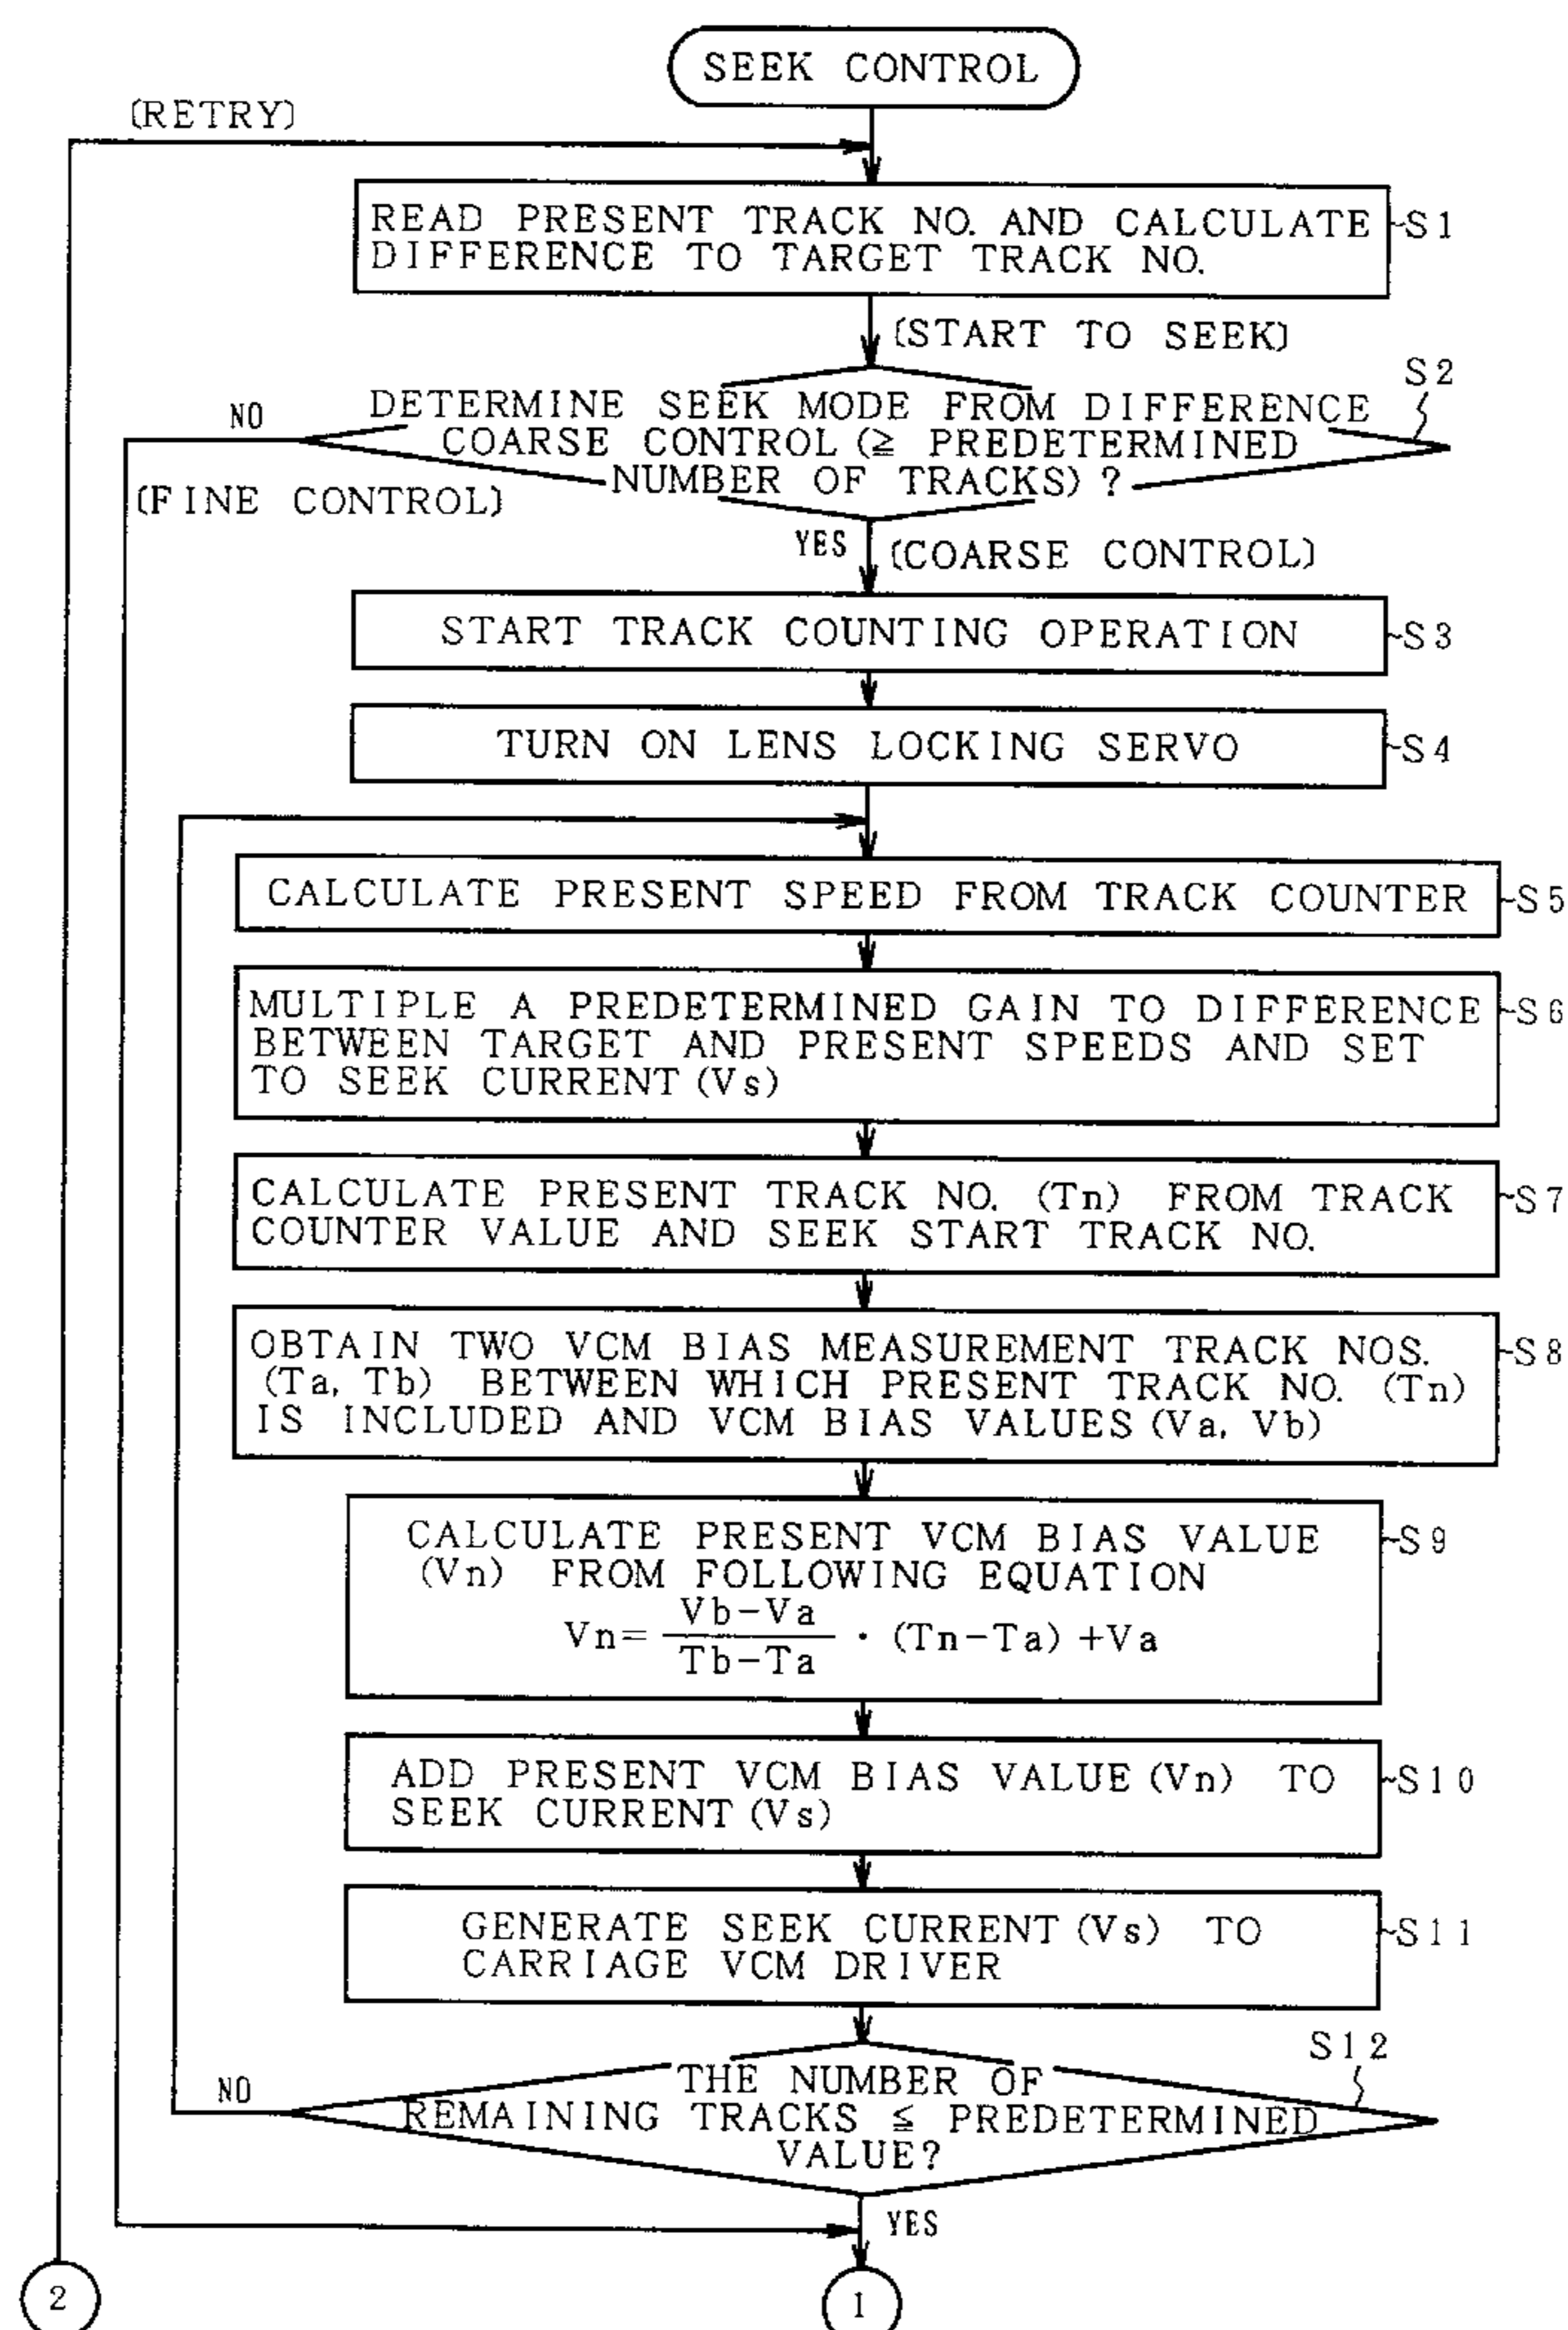 SEEK CONTROL
(RETRY)
READ PRESENT TRACK NO. AND CALCULATE
DIFFERENCE TO TARGET TRACK NO.
S1
(START TO SEEK)
S2
NO
DETERMINE SEEK MODE FROM DIFFERENCE
COARSE CONTROL (≧ PREDETERMINED
NUMBER OF TRACKS) ?
(FINE CONTROL)
YES
(COARSE CONTROL)
START TRACK COUNTING OPERATION
S3
TURN ON LENS LOCKING SERVO
S4
CALCULATE PRESENT SPEED FROM TRACK COUNTER
S5
MULTIPLE A PREDETERMINED GAIN TO DIFFERENCE
BETWEEN TARGET AND PRESENT SPEEDS AND SET
TO SEEK CURRENT (Vs)
S6
CALCULATE PRESENT TRACK NO. (Tn) FROM TRACK
COUNTER VALUE AND SEEK START TRACK NO.
S7
OBTAIN TWO VCM BIAS MEASUREMENT TRACK NOS.
(Ta, Tb) BETWEEN WHICH PRESENT TRACK NO. (Tn)
IS INCLUDED AND VCM BIAS VALUES (Va, Vb)
S8
CALCULATE PRESENT VCM BIAS VALUE
(Vn) FROM FOLLOWING EQUATION
Vn= Vb-Va / Tb-Ta · (Tn-Ta) +Va
S9
ADD PRESENT VCM BIAS VALUE (Vn) TO
SEEK CURRENT (Vs)
S10
GENERATE SEEK CURRENT (Vs) TO
CARRIAGE VCM DRIVER
S11
S12
NO
THE NUMBER OF
REMAINING TRACKS ≦ PREDETERMINED
VALUE?
YES
2
1